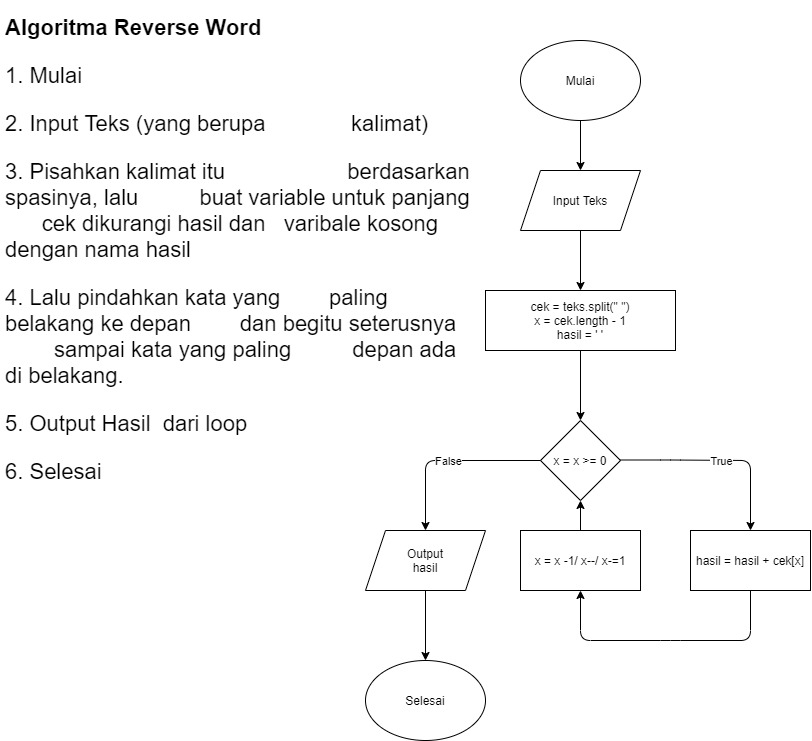 Algoritma Reverse Word
1. Mulai
2. Input Teks (yang berupa kalimat)
3. Pisahkan kalimat itu berdasarkan
spasinya, lalu buat variable untuk panjang
cek dikurangi hasil dan varibale kosong
dengan nama hasil
4. Lalu pindahkan kata yang paling
belakang ke depan dan begitu seterusnya
sampai kata yang paling depan ada
di belakang.
5. Output Hasil dari loop
6. Selesai
Mulai
Input Teks
cek = teks.split(" ")
x = cek.length - 1
hasil = ' '
x = x >= 0
False
True
Output
hasil
x = x -1/ x--/ x-=1
hasil = hasil + cek[x]
Selesai